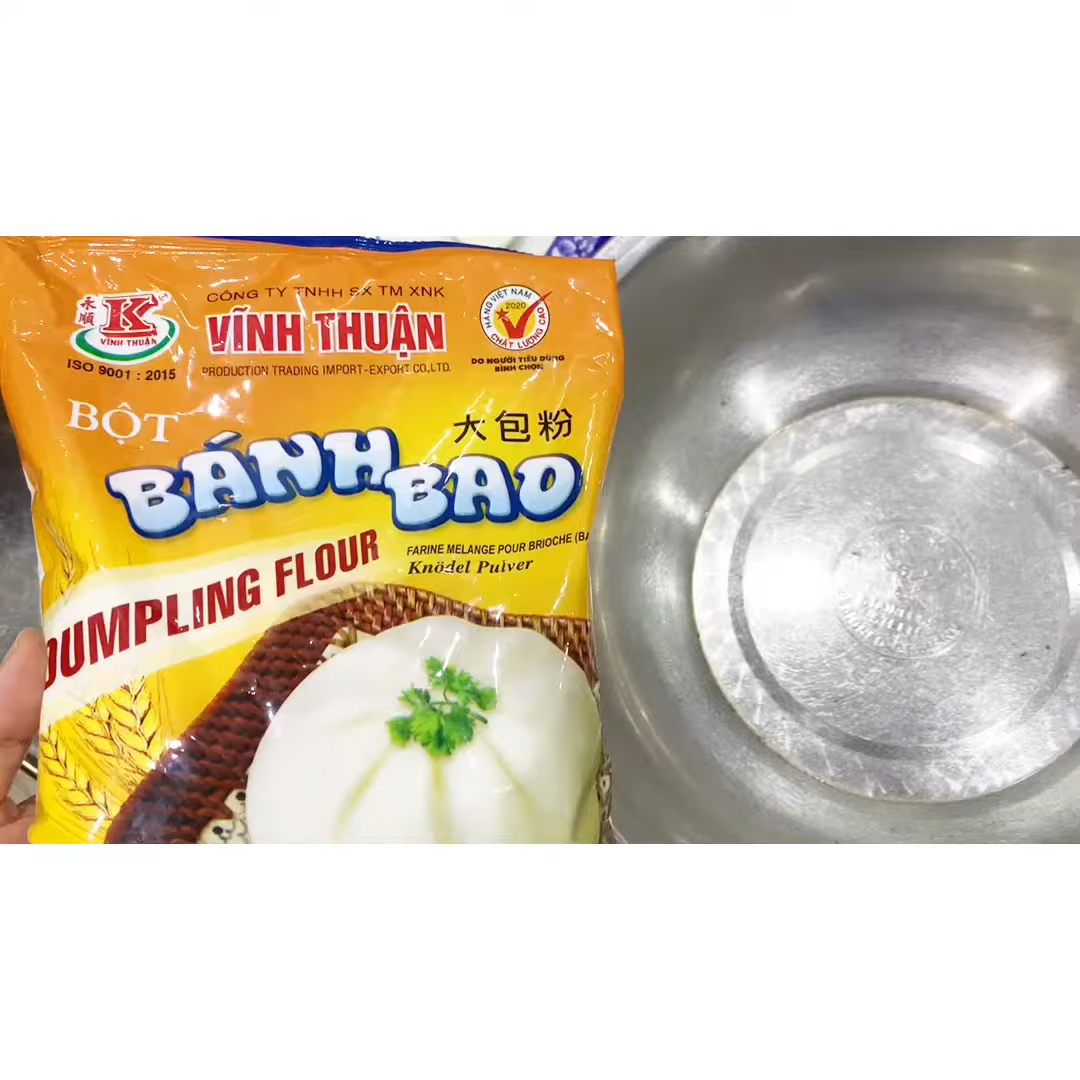 永順
K
VĨNH THUẬN
ISO 9001 : 2015
CÔNG TY TNHH SX TM XNK
VĨNH THUẬN
PRODUCTION TRADING IMPORT-EXPORT CO.,LTD.
HÀNG VIỆT NAM
2020
CHẤT LƯỢNG CAO
DO NGƯỜI TIÊU DÙNG
BÌNH CHỌN
BỘT
大包粉
BÁNH BAO
DUMPLING FLOUR
FARINE MELANGE POUR BRIOCHE
Knödel Pulver